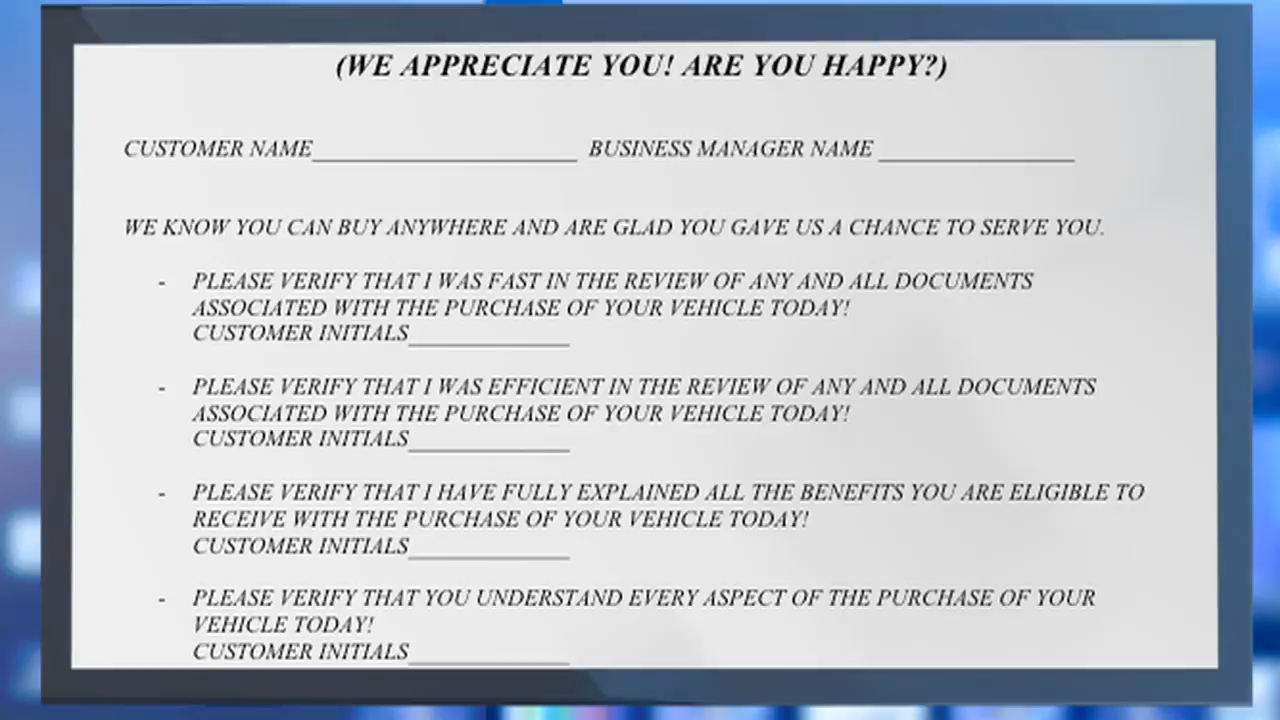 (WE APPRECIATE YOU! ARE YOU HAPPY?)
CUSTOMER NAME______________________ BUSINESS MANAGER NAME ________________
WE KNOW YOU CAN BUY ANYWHERE AND ARE GLAD YOU GAVE US A CHANCE TO SERVE YOU.
- PLEASE VERIFY THAT I WAS FAST IN THE REVIEW OF ANY AND ALL DOCUMENTS
ASSOCIATED WITH THE PURCHASE OF YOUR VEHICLE TODAY!
CUSTOMER INITIALS_____________
- PLEASE VERIFY THAT I WAS EFFICIENT IN THE REVIEW OF ANY AND ALL DOCUMENTS
ASSOCIATED WITH THE PURCHASE OF YOUR VEHICLE TODAY!
CUSTOMER INITIALS_____________
- PLEASE VERIFY THAT I HAVE FULLY EXPLAINED ALL THE BENEFITS YOU ARE ELIGIBLE TO
RECEIVE WITH THE PURCHASE OF YOUR VEHICLE TODAY!
CUSTOMER INITIALS_____________
- PLEASE VERIFY THAT YOU UNDERSTAND EVERY ASPECT OF THE PURCHASE OF YOUR
VEHICLE TODAY!
CUSTOMER INITIALS_____________